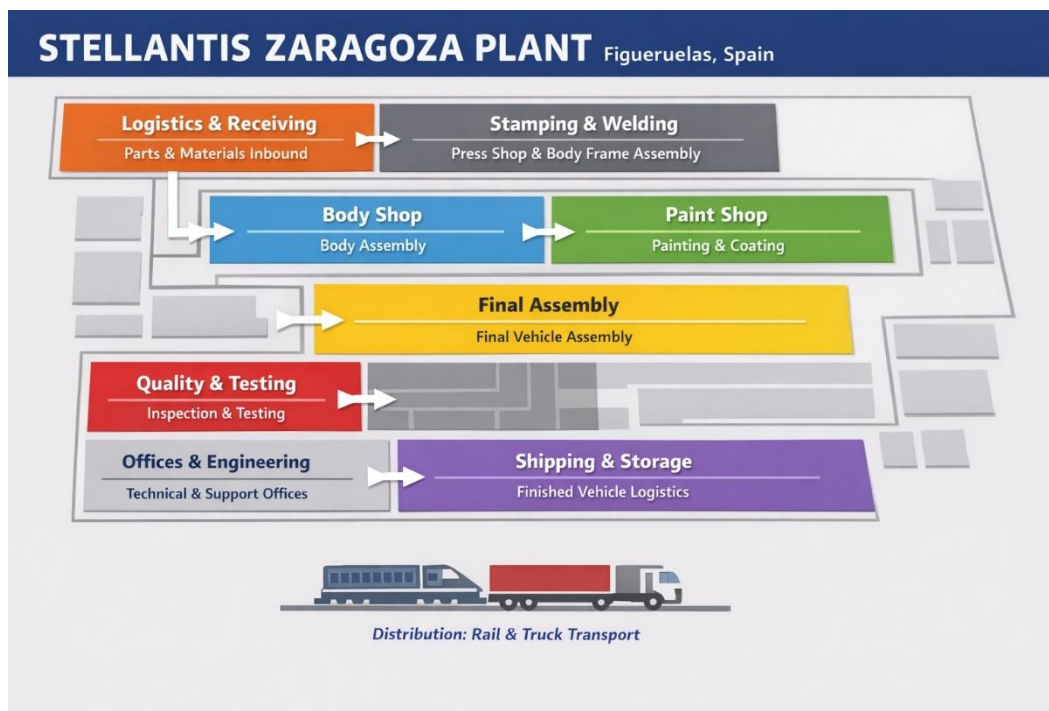 STELLANTIS ZARAGOZA PLANT Figueruelas, Spain
Logistics & Receiving
Parts & Materials Inbound
Stamping & Welding
Press Shop & Body Frame Assembly
Body Shop
Body Assembly
Paint Shop
Painting & Coating
Final Assembly
Final Vehicle Assembly
Quality & Testing
Inspection & Testing
Offices & Engineering
Technical & Support Offices
Shipping & Storage
Finished Vehicle Logistics
Distribution: Rail & Truck Transport